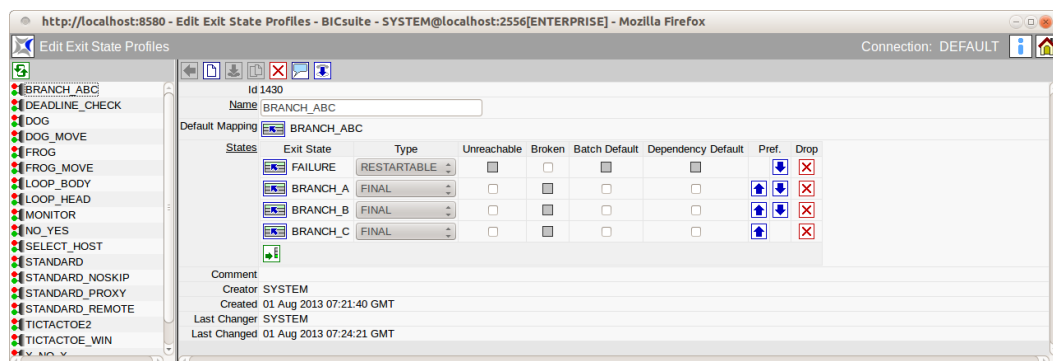 http://localhost:8580 - Edit Exit State Profiles - BICsuite - SYSTEM@localhost:2556[ENTERPRISE] - Mozilla Firefox
Edit Exit State Profiles Connection: DEFAULT
BRANCH_ABC
DEADLINE_CHECK
DOG
DOG_MOVE
FROG
FROG_MOVE
LOOP_BODY
LOOP_HEAD
MONITOR
NO_YES
SELECT_HOST
STANDARD
STANDARD_NOSKIP
STANDARD_PROXY
STANDARD_REMOTE
TICTACTOE2
TICTACTOE_WIN
X_NO_X
Id 1430
Name BRANCH_ABC
Default Mapping BRANCH_ABC
States Exit State Type Unreachable Broken Batch Default Dependency Default Pref. Drop
FAILURE RESTARTABLE
BRANCH_A FINAL
BRANCH_B FINAL
BRANCH_C FINAL
Comment
Creator SYSTEM
Created 01 Aug 2013 07:21:40 GMT
Last Changer SYSTEM
Last Changed 01 Aug 2013 07:24:21 GMT